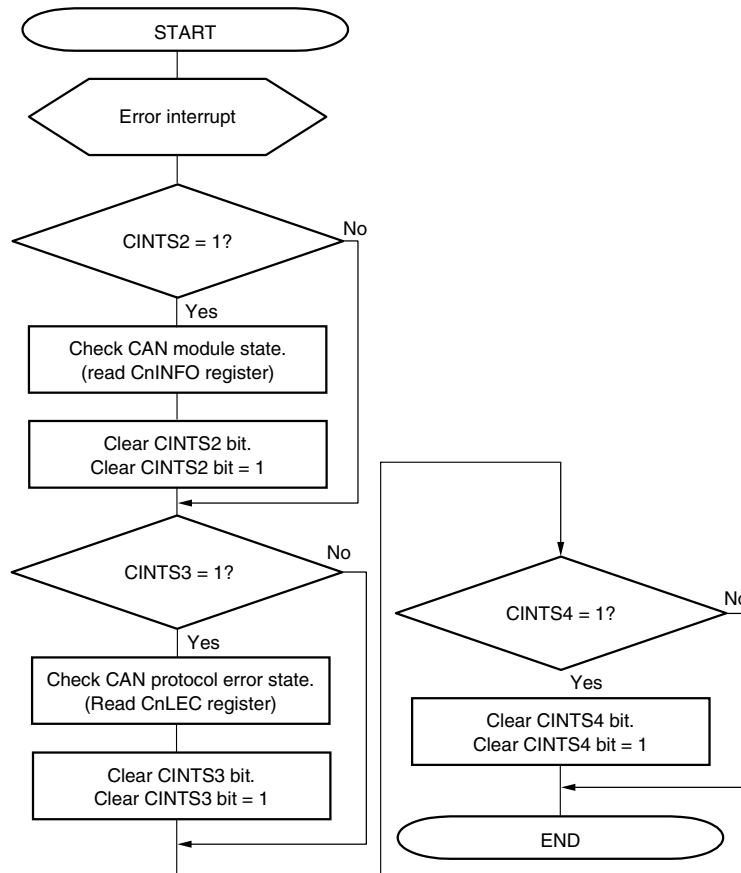 START
Error interrupt
CINTS2 = 1?
No
Yes
Check CAN module state.
(read CnINFO register)
Clear CINTS2 bit.
Clear CINTS2 bit = 1
CINTS3 = 1?
No
Yes
Check CAN protocol error state.
(Read CnLEC register)
Clear CINTS3 bit.
Clear CINTS3 bit = 1
CINTS4 = 1?
No
Yes
Clear CINTS4 bit.
Clear CINTS4 bit = 1
END